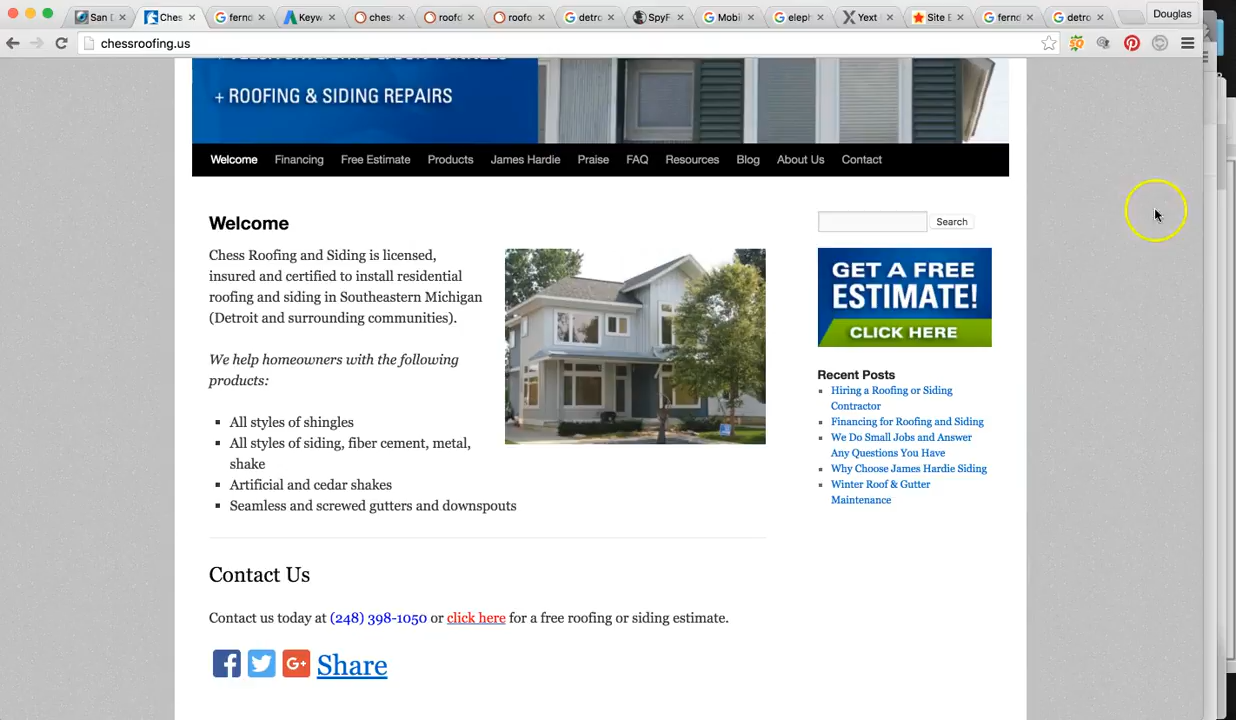 San D
Ches
fernd
Keyw
ches
roofd
roofo
detro
SpyF
Mobil
eleph
Yext
Site E
fernd
detro
Douglas
chessroofing.us
+ ROOFING & SIDING REPAIRS
Welcome Financing Free Estimate Products James Hardie Praise FAQ Resources Blog About Us Contact
Welcome
Chess Roofing and Siding is licensed,
insured and certified to install residential
roofing and siding in Southeastern Michigan
(Detroit and surrounding communities).
We help homeowners with the following
products:
All styles of shingles
All styles of siding, fiber cement, metal,
shake
Artificial and cedar shakes
Seamless and screwed gutters and downspouts
Contact Us
Contact us today at (248) 398-1050 or click here for a free roofing or siding estimate.
Share
Search
GET A FREE
ESTIMATE!
CLICK HERE
Recent Posts
Hiring a Roofing or Siding
Contractor
Financing for Roofing and Siding
We Do Small Jobs and Answer
Any Questions You Have
Why Choose James Hardie Siding
Winter Roof & Gutter
Maintenance